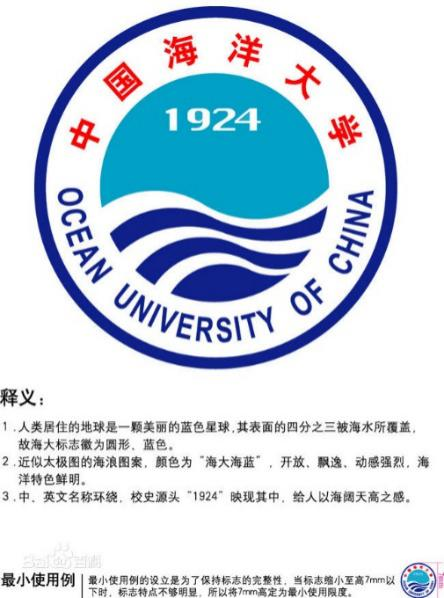 中国海洋大学
1924
OCEAN UNIVERSITY OF CHINA
释义：
1.人类居住的地球是一颗美丽的蓝色星球,其表面的四分之三被海水所覆盖，
故海大标志徽为圆形、蓝色。
2.近似太极图的海浪图案，颜色为“海大海蓝”，开放、飘逸、动感强烈，海
洋特色鲜明。
3.中、英文名称环绕，校史源头“1924”映现其中，给人以海阔天高之感。
Bai百科
最小使用例
最小使用例的设立是为了保持标志的完整性，当标志缩小至高7mm以
下时，标志特点不够明显，所以将7mm高定为最小使用限度。
7mm